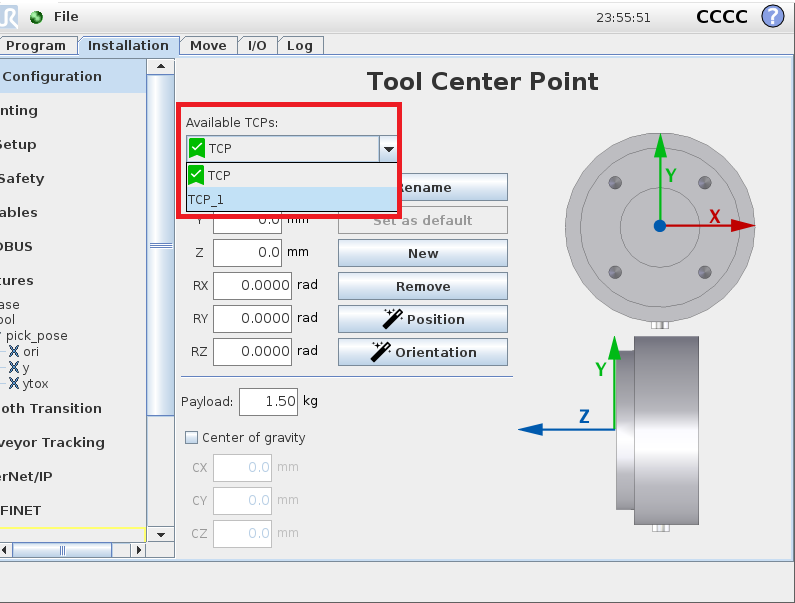 File
23:55:51
CCCC
?
Program
Installation
Move
I/O
Log
Configuration
nting
etup
Safety
ables
OBUS
ures
ase
ool
pick_pose
ori
y
ytox
oth Transition
veyor Tracking
erNet/IP
FINET
Tool Center Point
Available TCPs:
TCP
TCP
TCP_1
ename
Y 0.0 mm
Set as default
Z 0.0 mm
New
RX 0.0000 rad
Remove
RY 0.0000 rad
Position
RZ 0.0000 rad
Orientation
Payload: 1.50 kg
Center of gravity
CX 0.0 mm
CY 0.0 mm
CZ 0.0 mm
Y
X
Y
Z